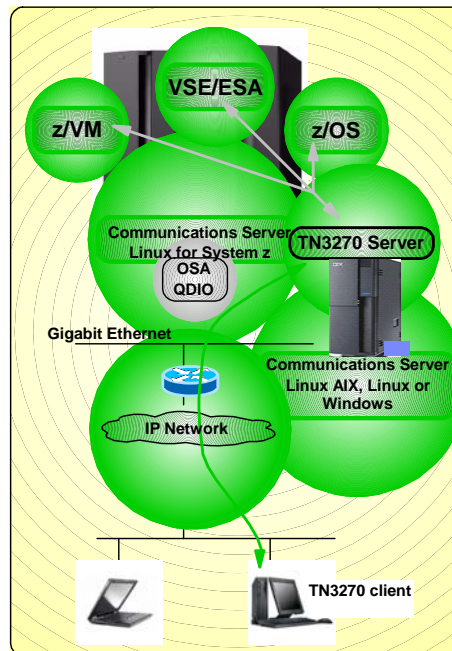 VSE/ESA
z/VM
z/OS
Communications Server
Linux for System z
TN3270 Server
OSA
QDIO
Gigabit Ethernet
Communications Server
Linux AIX, Linux or
Windows
IP Network
TN3270 client